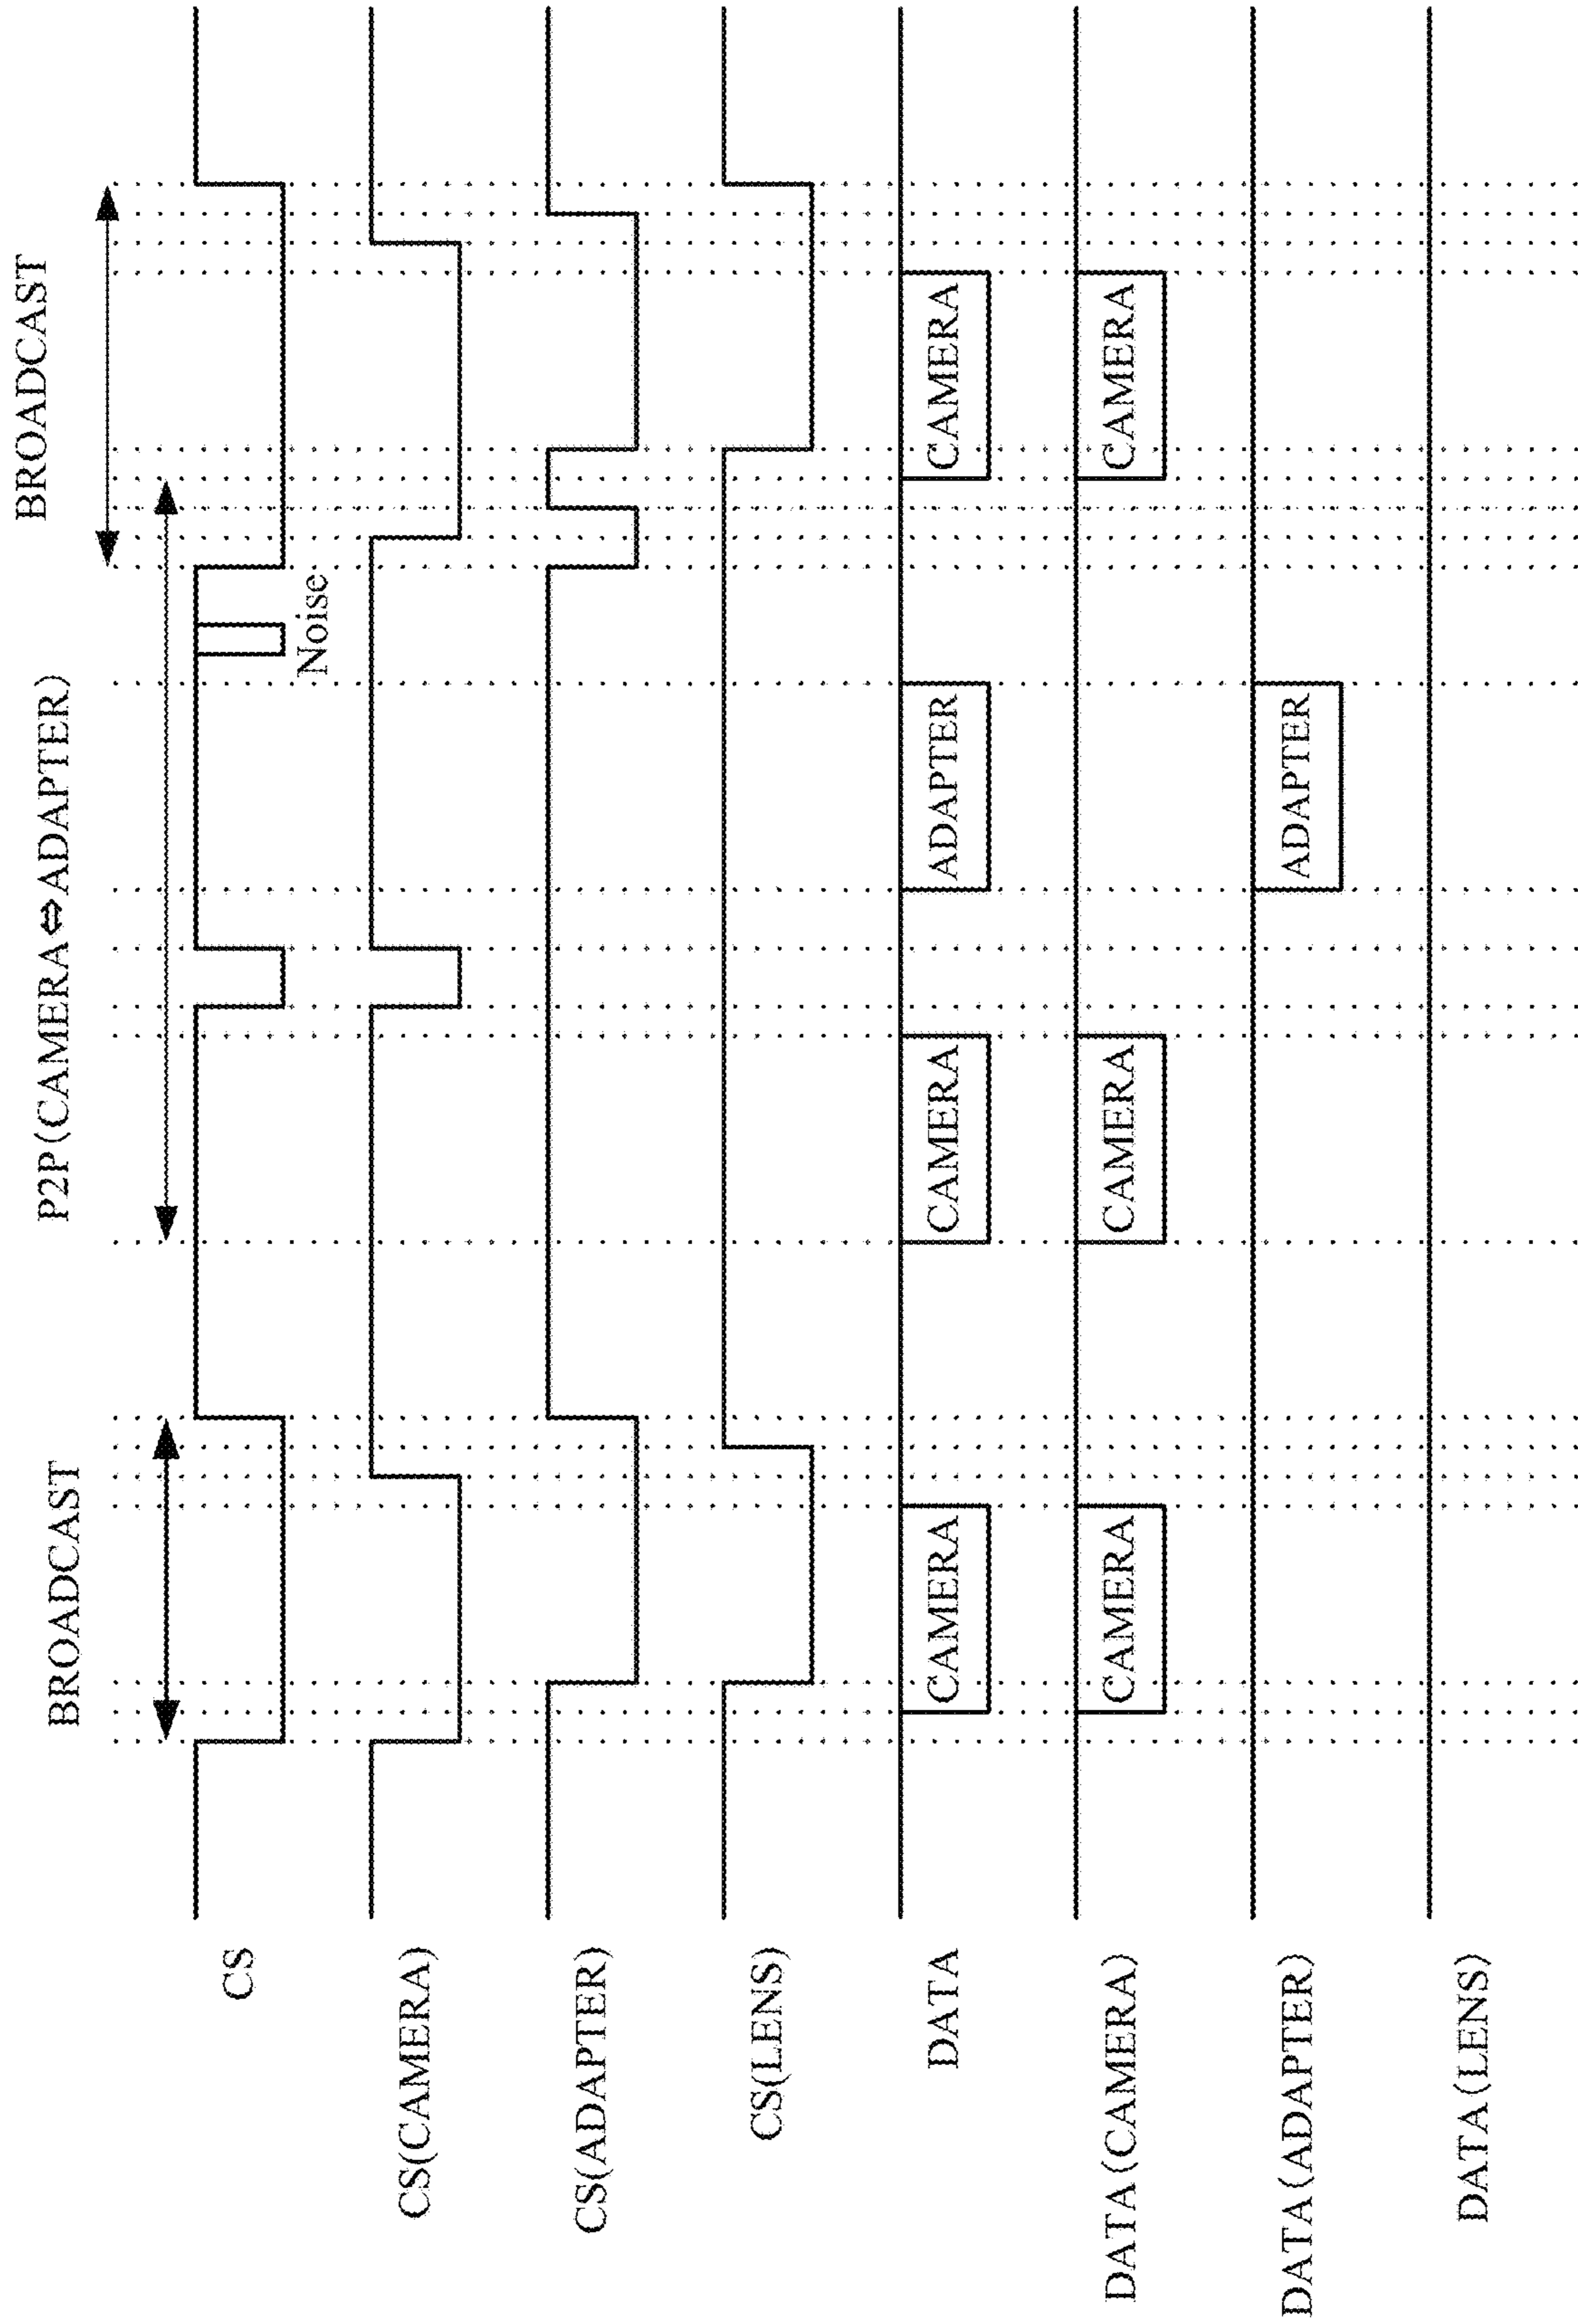 BROADCAST
P2P(CAMERA⇔ADAPTER)
BROADCAST
CS
Noise
CS(CAMERA)
CS(ADAPTER)
CS(LENS)
DATA
CAMERA
CAMERA
ADAPTER
CAMERA
DATA(CAMERA)
CAMERA
CAMERA
CAMERA
DATA(ADAPTER)
ADAPTER
DATA(LENS)